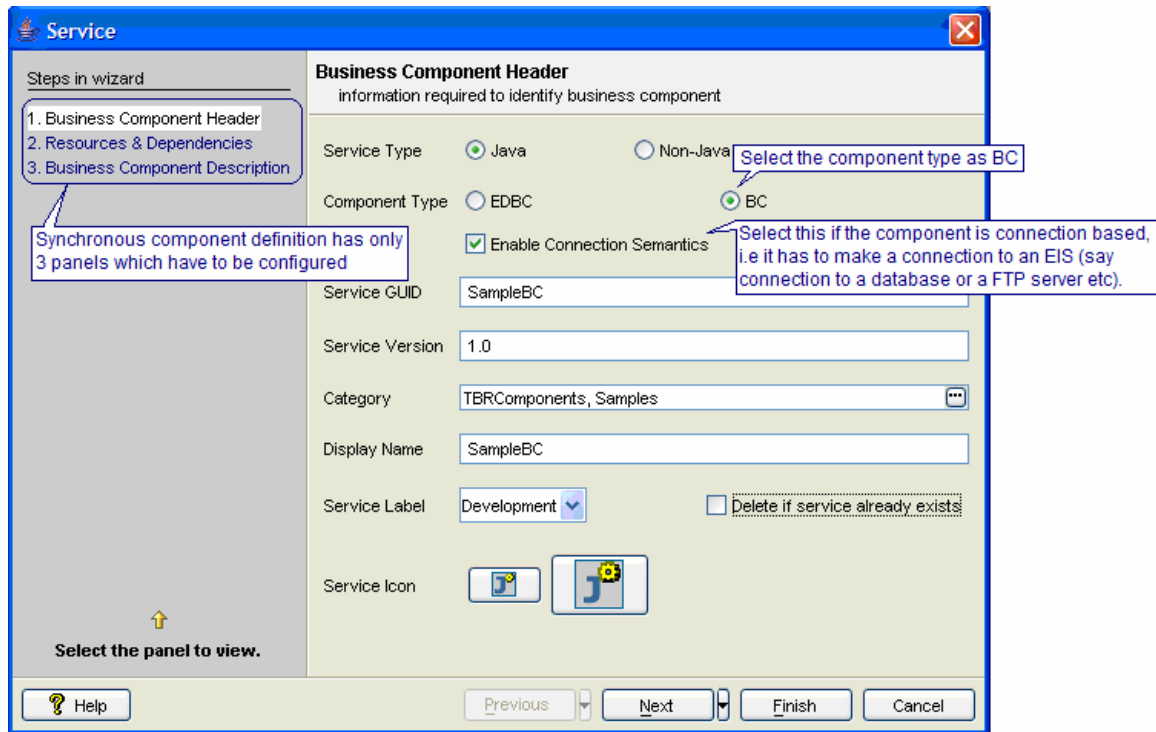 Service
Steps in wizard
1. Business Component Header
2. Resources & Dependencies
3. Business Component Description
Synchronous component definition has only
3 panels which have to be configured
Select the panel to view.
Business Component Header
information required to identify business component
Service Type Java Non-Java
Select the component type as BC
Component Type EDBC BC
Enable Connection Semantics
Select this if the component is connection based,
i.e it has to make a connection to an EIS (say
connection to a database or a FTP server etc).
Service GUID SampleBC
Service Version 1.0
Category TBRComponents, Samples
Display Name SampleBC
Service Label Development Delete if service already exists
Service Icon
Help Previous Next Finish Cancel